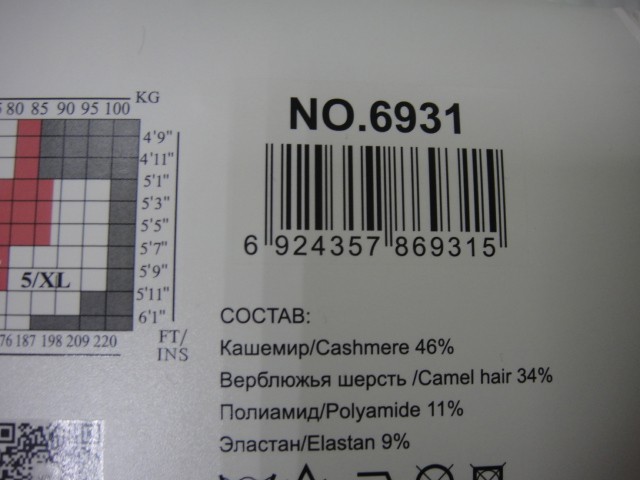 KG
80 85 90 95 100
NO.6931
4'9"
4'11"
5'1"
5'3"
5'5"
5'7"
5'9"
5'11"
6'1"
5/XL
187 198 209 220
FT/
INS
6 924357 869315
СОСТАВ:
Кашемир/Cashmere 46%
Верблюжья шерсть /Camel hair 34%
Полиамид/Polyamide 11%
Эластан/Elastan 9%